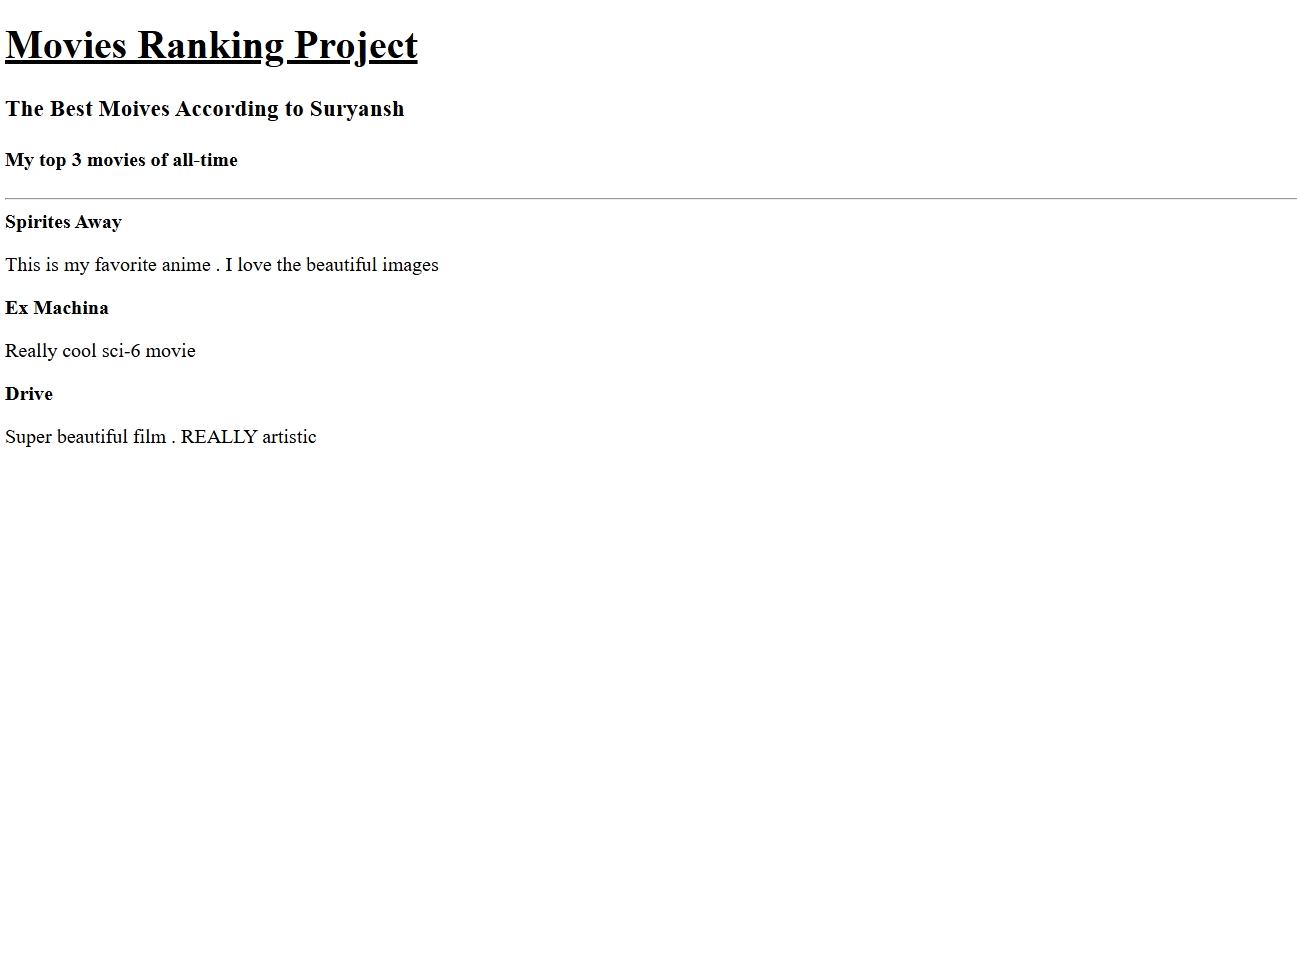 Movies Ranking Project
The Best Moives According to Suryansh
My top 3 movies of all-time
Spirites Away
This is my favorite anime . I love the beautiful images
Ex Machina
Really cool sci-6 movie
Drive
Super beautiful film . REALLY artistic